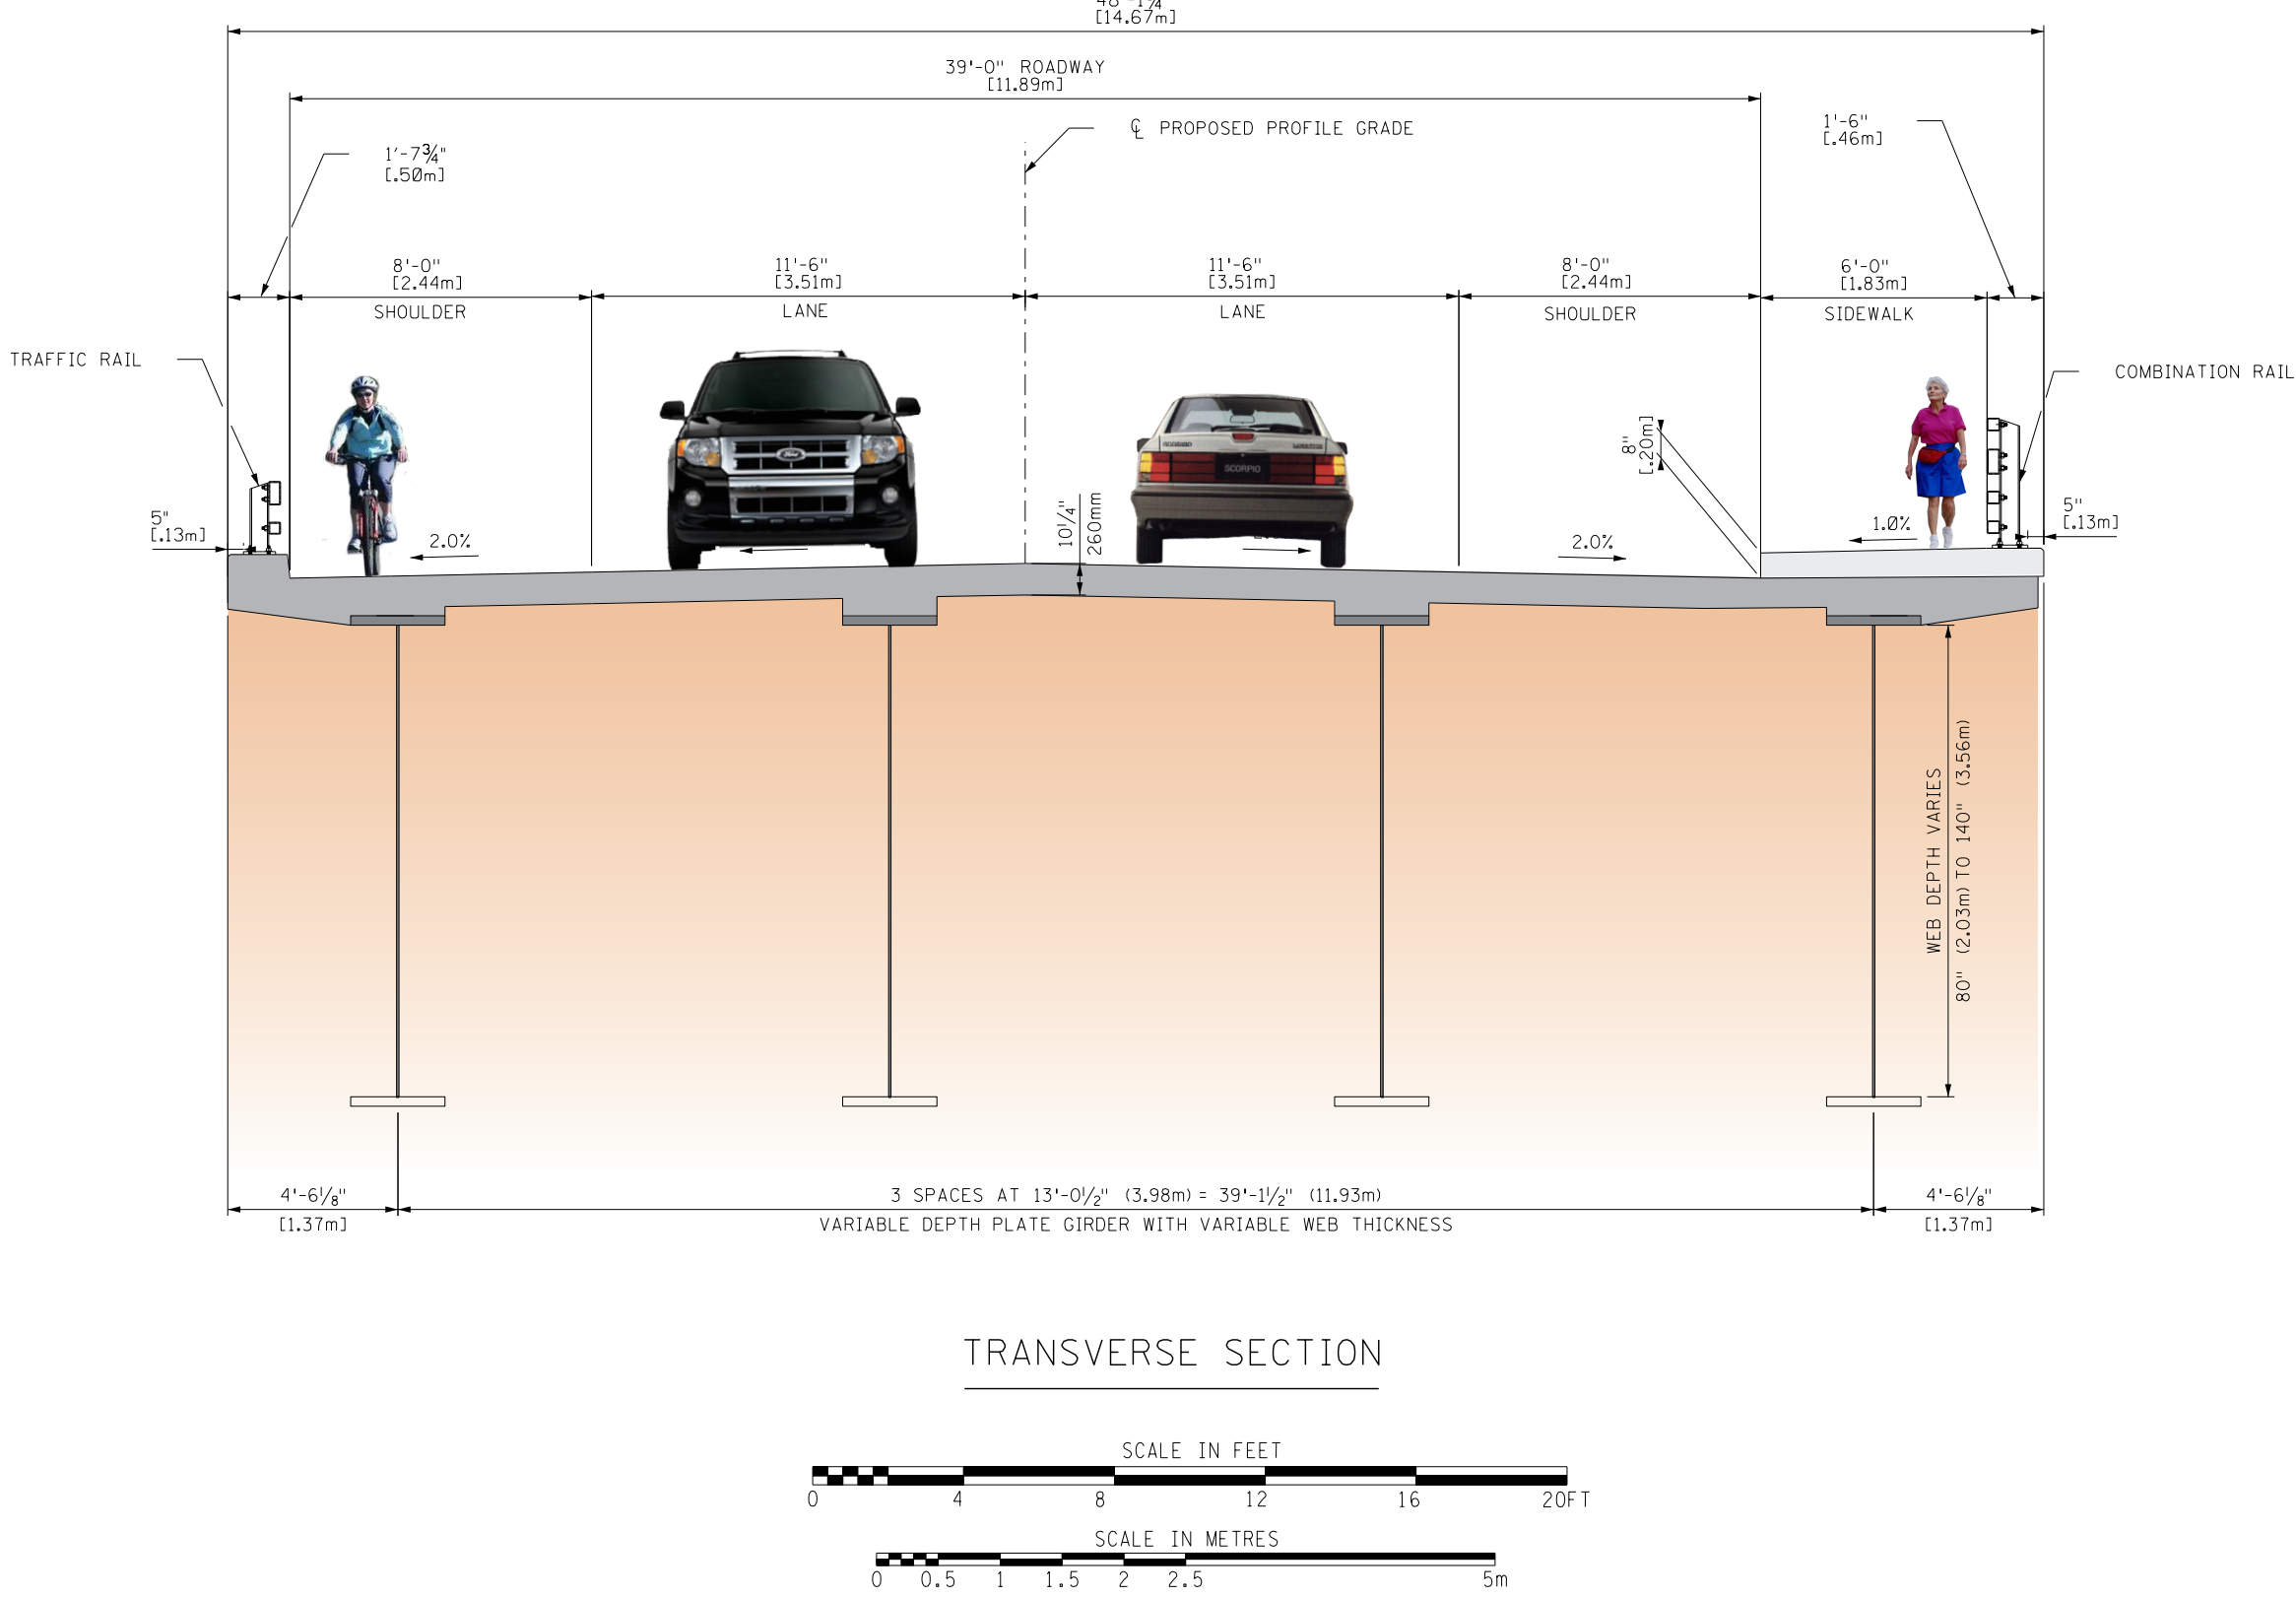 48'-1¾"
[14.67m]
39'-0" ROADWAY
[11.89m]
℄ PROPOSED PROFILE GRADE
1'-6"
[.46m]
1'-7¾"
[.50m]
8'-0"
[2.44m]
SHOULDER
11'-6"
[3.51m]
LANE
11'-6"
[3.51m]
LANE
8'-0"
[2.44m]
SHOULDER
6'-0"
[1.83m]
SIDEWALK
TRAFFIC RAIL
COMBINATION RAIL
8"
[.20m]
Ford
SCORPIO
5"
[.13m]
2.0%
10¼"
260mm
2.0%
1.0%
5"
[.13m]
WEB DEPTH VARIES
80" (2.03m) TO 140" (3.56m)
4'-6⅛"
[1.37m]
3 SPACES AT 13'-0½" (3.98m) = 39'-1½" (11.93m)
VARIABLE DEPTH PLATE GIRDER WITH VARIABLE WEB THICKNESS
4'-6⅛"
[1.37m]
TRANSVERSE SECTION
SCALE IN FEET
0 4 8 12 16 20FT
SCALE IN METRES
0 0.5 1 1.5 2 2.5 5m